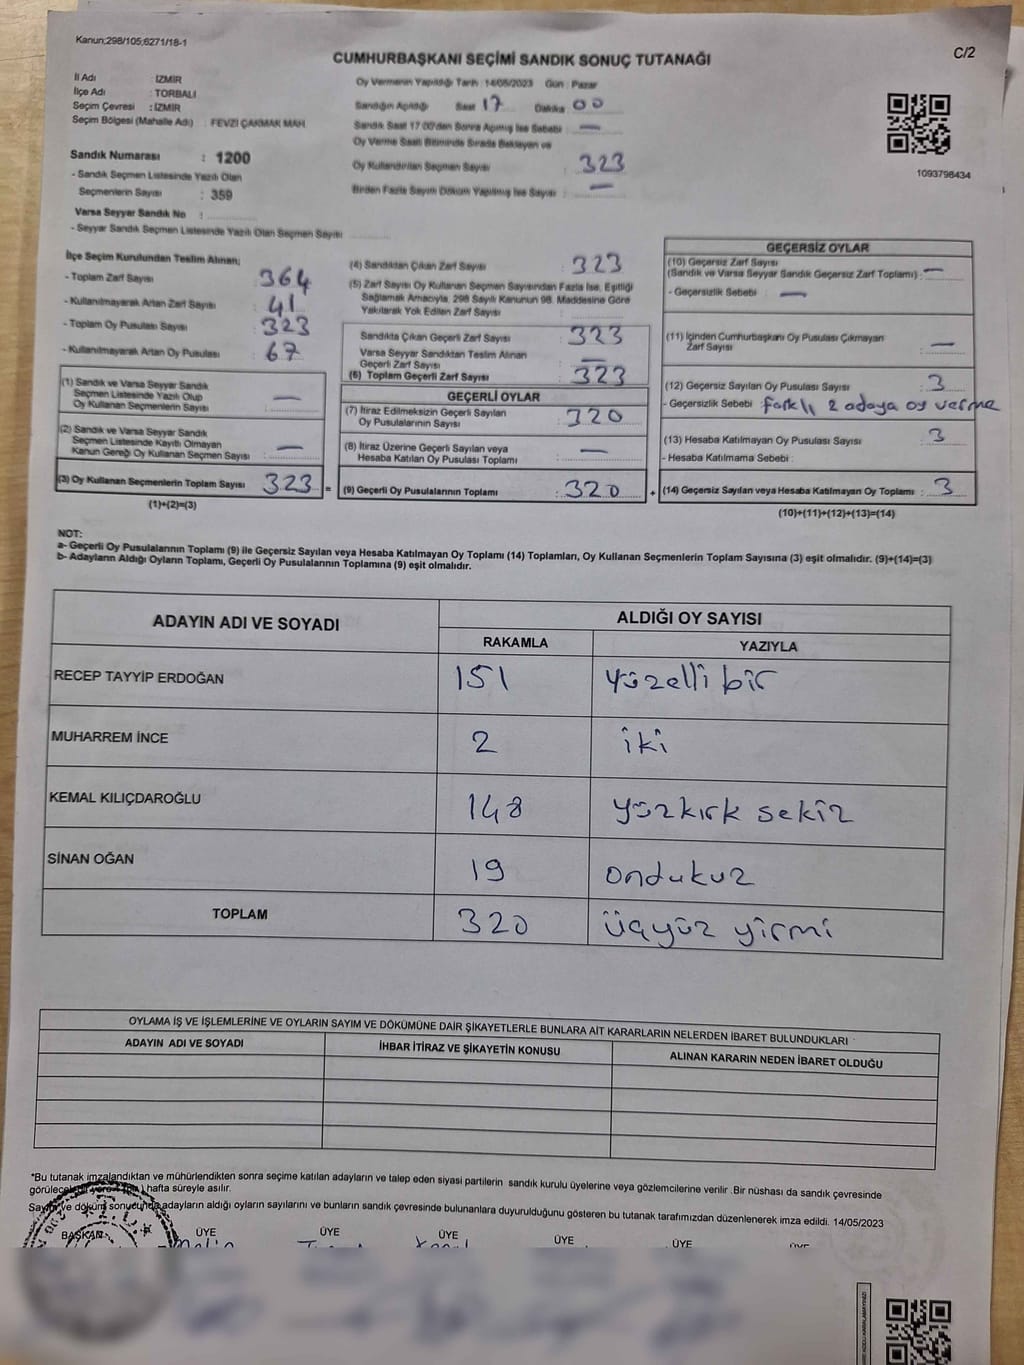 Kanun;298/105;6271/18-1
C/2
CUMHURBAŞKANI SEÇİMİ SANDIK SONUÇ TUTANAĞI
İl Adı İZMİR
İlçe Adı : TORBALI
Seçim Çevresi : İZMİR
Seçim Bölgesi (Mahalle Adı) : FEVZİ ÇAKMAK MAH.
Oy Vermenin Yapıldığı Tarih : 14/05/2023 Gün : Pazar
Sandığın Açıldığı Saat 17 Dakika 00
Sandık Saat 17.00'den Sonra Açılmış İse Sebebi : —
Oy Verme Saati Bitiminde Sırada Bekleyen ve
Oy Kullandırılan Seçmen Sayısı : 323
Birden Fazla Sayım Döküm Yapılmış İse Sayısı : —
1093798434
Sandık Numarası : 1200
- Sandık Seçmen Listesinde Yazılı Olan
Seçmenlerin Sayısı : 359
Varsa Seyyar Sandık No :
- Seyyar Sandık Seçmen Listesinde Yazılı Olan Seçmen Sayısı
İlçe Seçim Kurulundan Teslim Alınan;
- Toplam Zarf Sayısı : 364
- Kullanılmayarak Artan Zarf Sayısı : 41
- Toplam Oy Pusulası Sayısı : 323
- Kullanılmayarak Artan Oy Pusulası : 67
(1) Sandık ve Varsa Seyyar Sandık
Seçmen Listesinde Yazılı Olup
Oy Kullanan Seçmenlerin Sayısı : —
(2) Sandık ve Varsa Seyyar Sandık
Seçmen Listesinde Kayıtlı Olmayan
Kanun Gereği Oy Kullanan Seçmen Sayısı : —
(3) Oy Kullanan Seçmenlerin Toplam Sayısı : 323 =
(1)+(2)=(3)
(4) Sandıktan Çıkan Zarf Sayısı : 323
(5) Zarf Sayısı Oy Kullanan Seçmen Sayısından Fazla İse, Eşitliği
Sağlamak Amacıyla, 298 Sayılı Kanunun 98. Maddesine Göre
Yakılarak Yok Edilen Zarf Sayısı :
Sandıkta Çıkan Geçerli Zarf Sayısı : 323
Varsa Seyyar Sandıktan Teslim Alınan
Geçerli Zarf Sayısı : —
(6) Toplam Geçerli Zarf Sayısı : 323
GEÇERLİ OYLAR
(7) İtiraz Edilmeksizin Geçerli Sayılan
Oy Pusulalarının Sayısı : 320
(8) İtiraz Üzerine Geçerli Sayılan veya
Hesaba Katılan Oy Pusulası Toplamı : —
(9) Geçerli Oy Pusulalarının Toplamı : 320 +
GEÇERSİZ OYLAR
(10) Geçersiz Zarf Sayısı
(Sandık ve Varsa Seyyar Sandık Geçersiz Zarf Toplamı) : —
- Geçersizlik Sebebi : —
(11) İçinden Cumhurbaşkanı Oy Pusulası Çıkmayan
Zarf Sayısı : —
(12) Geçersiz Sayılan Oy Pusulası Sayısı : 3
- Geçersizlik Sebebi : farklı 2 adaya oy verme
(13) Hesaba Katılmayan Oy Pusulası Sayısı : 3
- Hesaba Katılmama Sebebi :
(14) Geçersiz Sayılan veya Hesaba Katılmayan Oy Toplamı : 3
(10)+(11)+(12)+(13)=(14)
NOT:
a- Geçerli Oy Pusulalarının Toplamı (9) ile Geçersiz Sayılan veya Hesaba Katılmayan Oy Toplamı (14) Toplamları, Oy Kullanan Seçmenlerin Toplam Sayısına (3) eşit olmalıdır. (9)+(14)=(3)
b- Adayların Aldığı Oyların Toplamı, Geçerli Oy Pusulalarının Toplamına (9) eşit olmalıdır.
ADAYIN ADI VE SOYADI ALDIĞI OY SAYISI
RAKAMLA YAZIYLA
RECEP TAYYİP ERDOĞAN 151 yüzelli bir
MUHARREM İNCE 2 iki
KEMAL KILIÇDAROĞLU 148 yüzkırk sekiz
SİNAN OĞAN 19 ondukuz
TOPLAM 320 üçyüz yirmi
OYLAMA İŞ VE İŞLEMLERİNE VE OYLARIN SAYIM VE DÖKÜMÜNE DAİR ŞİKAYETLERLE BUNLARA AİT KARARLARIN NELERDEN İBARET BULUNDUKLARI
ADAYIN ADI VE SOYADI İHBAR İTİRAZ VE ŞİKAYETİN KONUSU ALINAN KARARIN NEDEN İBARET OLDUĞU
*Bu tutanak imzalandıktan ve mühürlendikten sonra seçime katılan adayların ve talep eden siyasi partilerin sandık kurulu üyelerine veya gözlemcilerine verilir .Bir nüshası da sandık çevresinde
hafta süreyle asılır.
ve döküm sonucunda adayların aldığı oyların sayılarını ve bunların sandık çevresinde bulunanlara duyurulduğunu gösteren bu tutanak tarafımızdan düzenlenerek imza edildi. 14/05/2023
BAŞKAN ÜYE ÜYE ÜYE ÜYE ÜYE